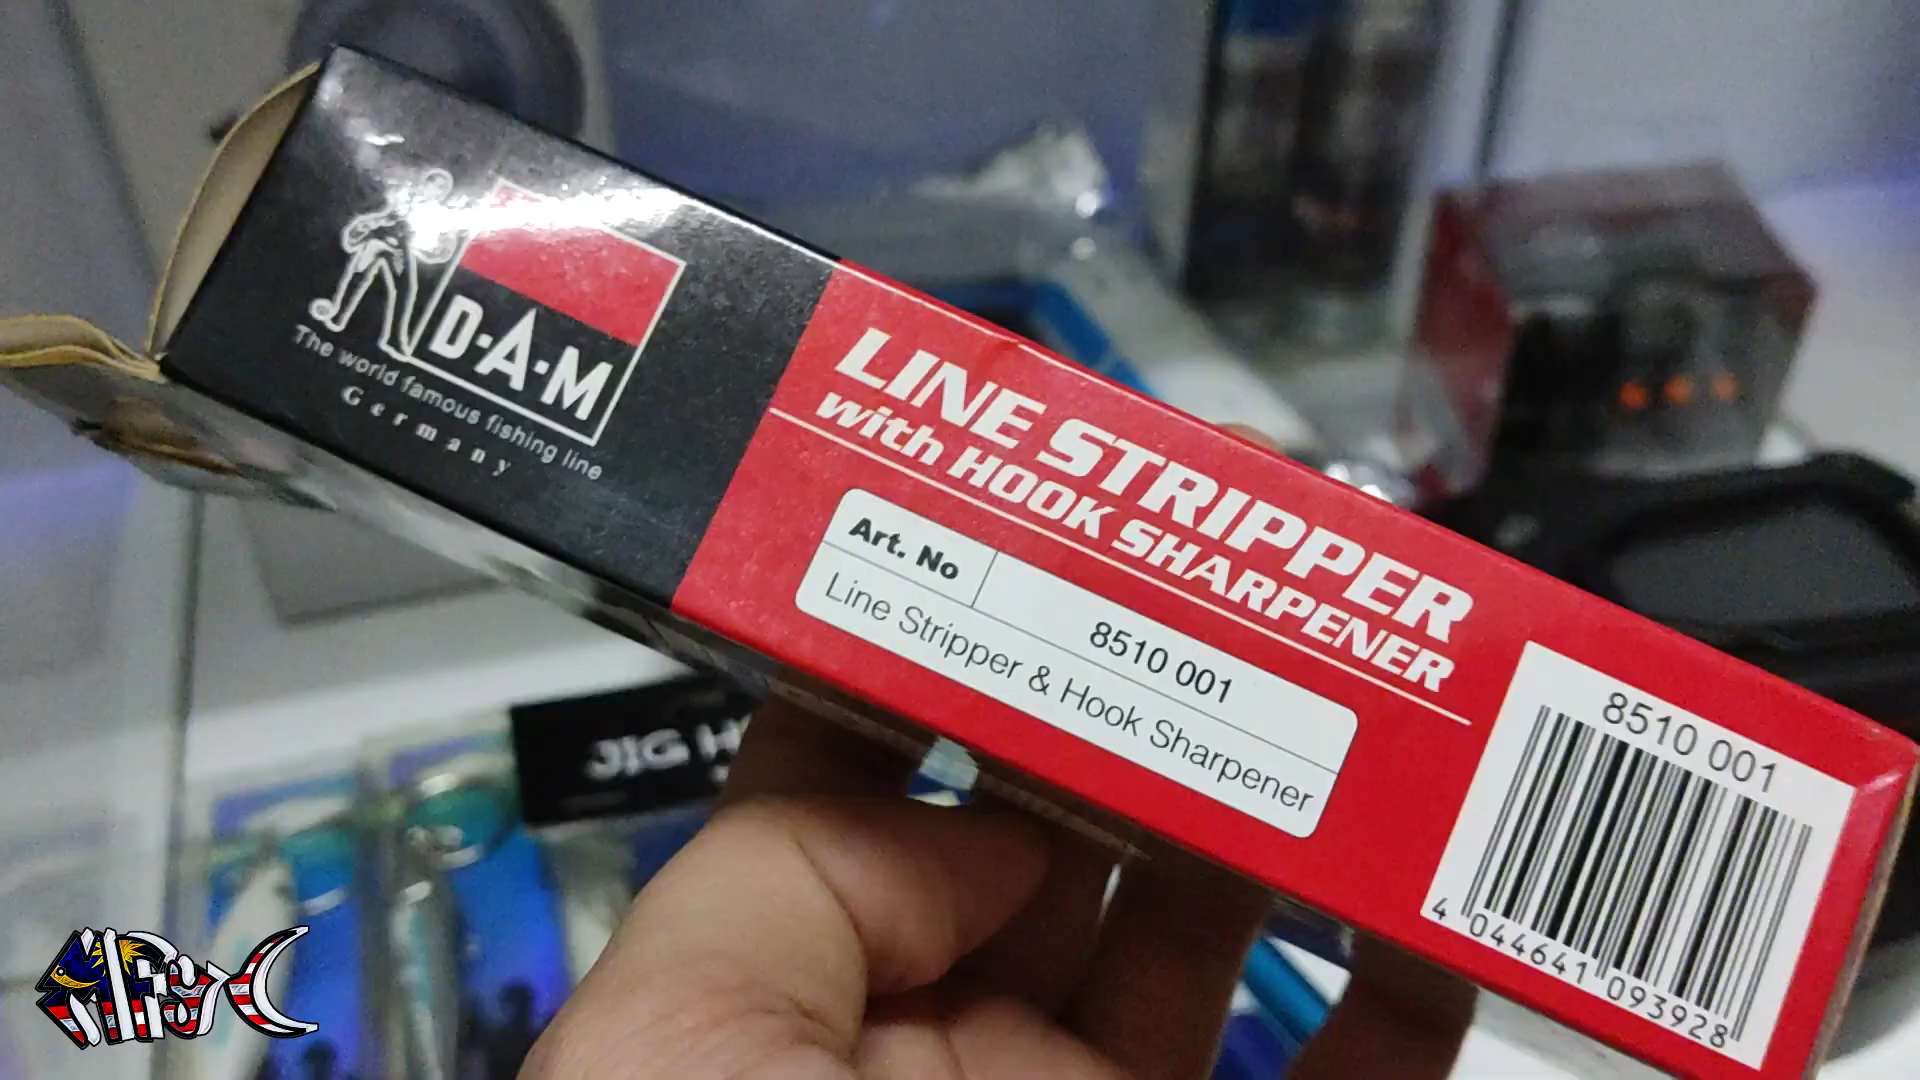 D·A·M
The world famous fishing line
Germany
LINE STRIPPER
with HOOK SHARPENER
Art. No
8510 001
Line Stripper & Hook Sharpener
8510 001
4 044641 093928
JIG H